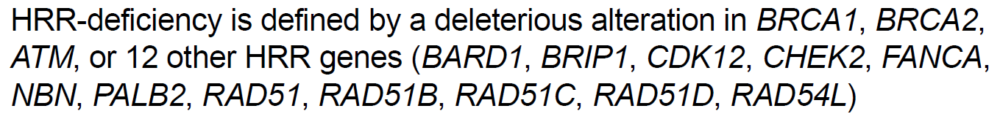 HRR-deficiency is defined by a deleterious alteration in BRCA1, BRCA2,
ATM, or 12 other HRR genes (BARD1, BRIP1, CDK12, CHEK2, FANCA,
NBN, PALB2, RAD51, RAD51B, RAD51C, RAD51D, RAD54L)